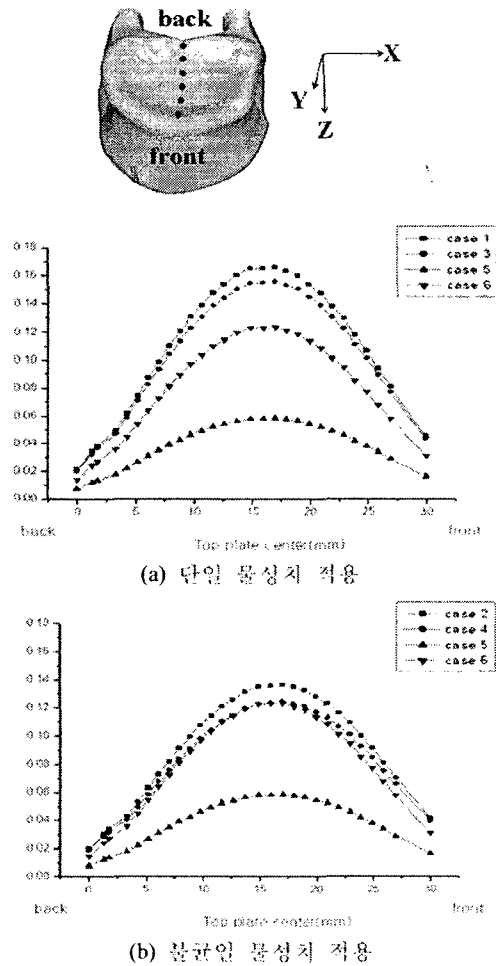 back
X
Y
Z
front
case 1
case 3
case 5
case 6
0.18
0.16
0.14
0.12
0.10
0.08
0.06
0.04
0.02
0.00
0 5 10 15 20 25 30
back front
Top plate center(mm)
(a) 단일 물성치 적용
case 2
case 4
case 5
case 6
0.18
0.16
0.14
0.12
0.10
0.08
0.06
0.04
0.02
0.00
0 5 10 15 20 25 30
back front
Top plate center(mm)
(b) 불균일 물성치 적용